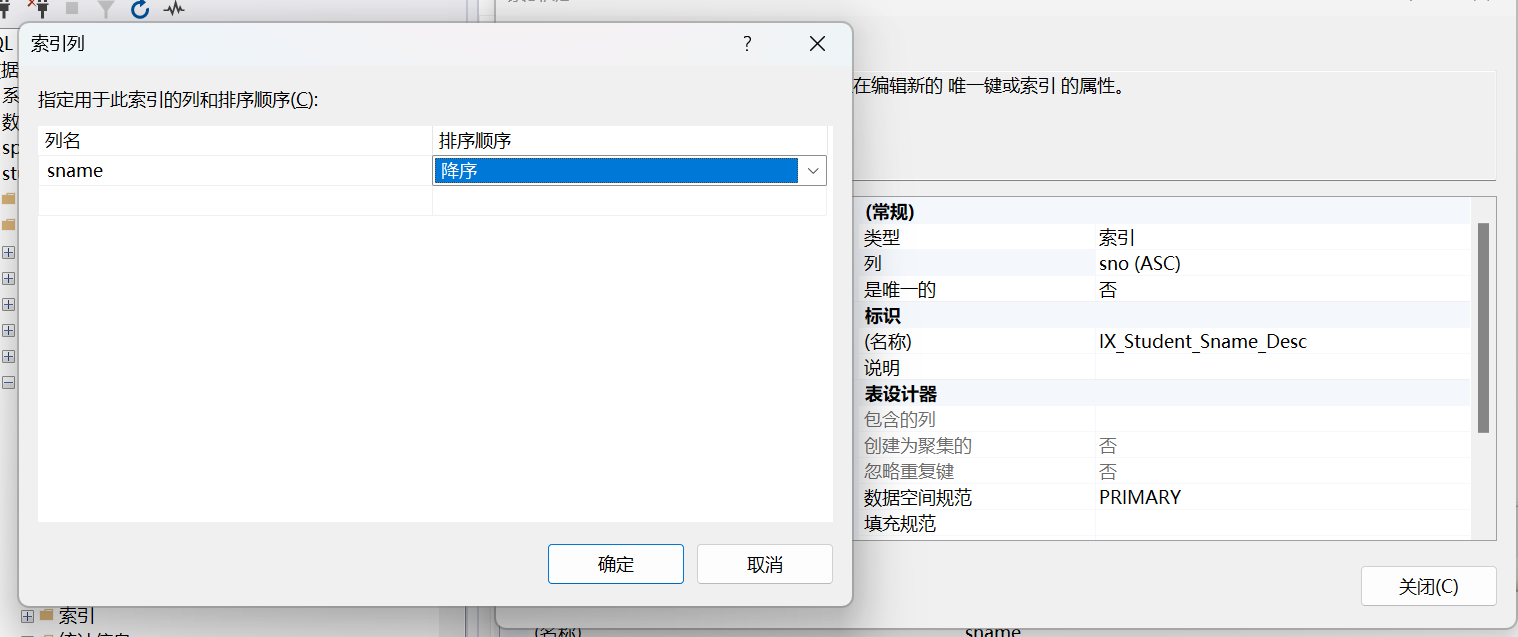 索引列
?
指定用于此索引的列和排序顺序(C):
列名 排序顺序
sname 降序
确定 取消
在编辑新的 唯一键或索引 的属性。
(常规)
类型 索引
列 sno (ASC)
是唯一的 否
标识
(名称) IX_Student_Sname_Desc
说明
表设计器
包含的列
创建为聚集的 否
忽略重复键 否
数据空间规范 PRIMARY
填充规范
关闭(C)
QL
据
系
数
sp
st
索引
统计信息
(名称) sname